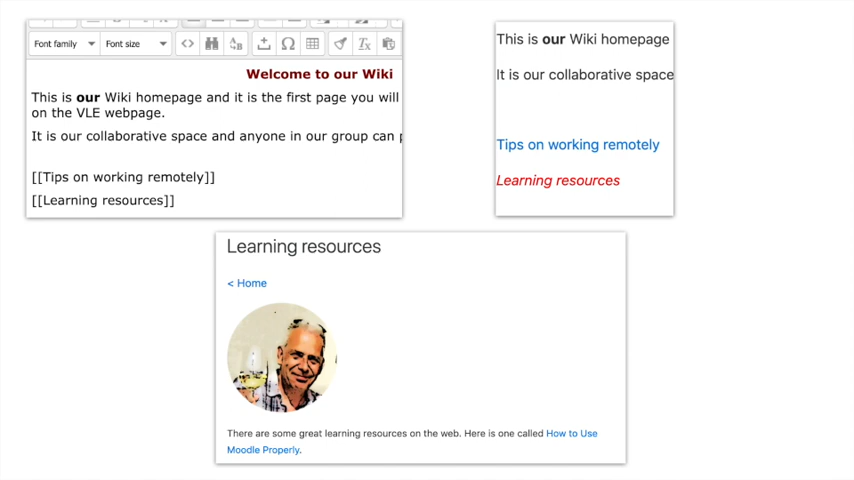 Font family Font size
Welcome to our Wiki
This is our Wiki homepage and it is the first page you will
on the VLE webpage.
It is our collaborative space and anyone in our group can
[[Tips on working remotely]]
[[Learning resources]]
This is our Wiki homepage
It is our collaborative space
Tips on working remotely
Learning resources
Learning resources
< Home
There are some great learning resources on the web. Here is one called How to Use
Moodle Properly.